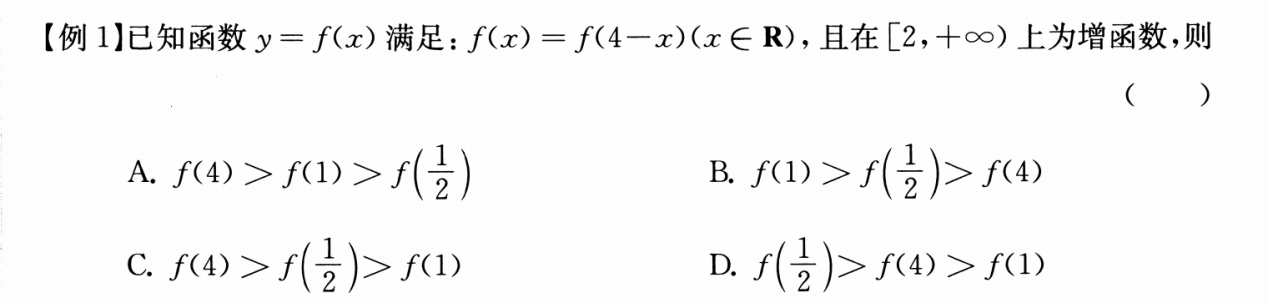 【例 1】已知函数 y = f(x) 满足：f(x) = f(4−x)(x ∈ R)，且在 [2,+∞) 上为增函数，则
(　　)
A. f(4) > f(1) > f(1/2)　　B. f(1) > f(1/2) > f(4)
C. f(4) > f(1/2) > f(1)　　D. f(1/2) > f(4) > f(1)